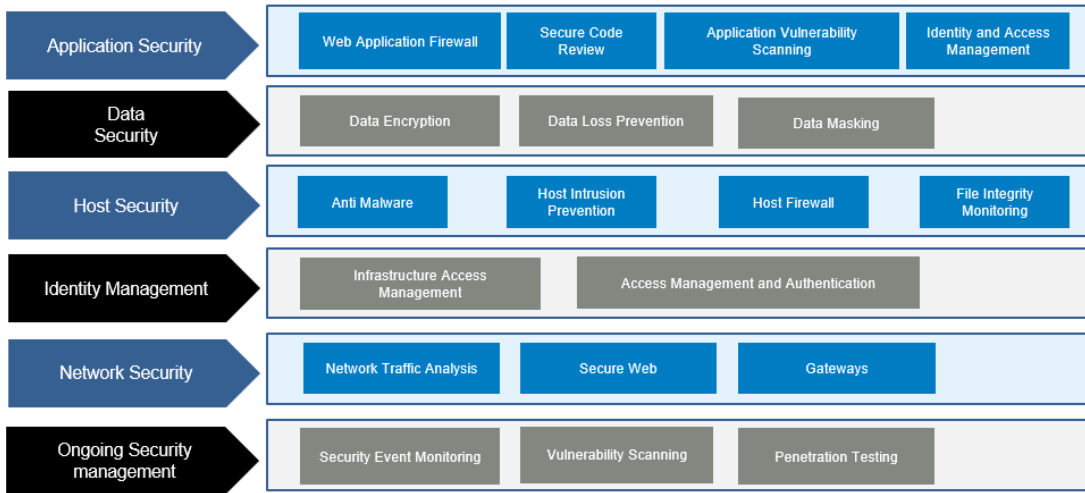 Application Security
Web Application Firewall
Secure Code
Review
Application Vulnerability
Scanning
Identity and Access
Management
Data
Security
Data Encryption
Data Loss Prevention
Data Masking
Host Security
Anti Malware
Host Intrusion
Prevention
Host Firewall
File Integrity
Monitoring
Identity Management
Infrastructure Access
Management
Access Management and Authentication
Network Security
Network Traffic Analysis
Secure Web
Gateways
Ongoing Security
management
Security Event Monitoring
Vulnerability Scanning
Penetration Testing